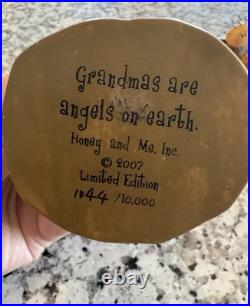 Grandmas are
angels on earth.
Honey and Me, Inc.
© 2007
Limited Edition
1044 /10,000